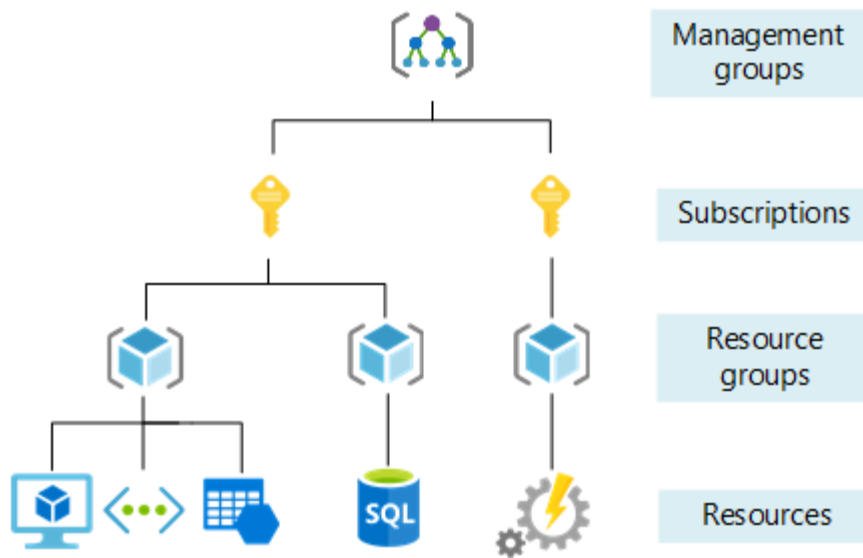 Management
groups
Subscriptions
Resource
groups
SQL
Resources